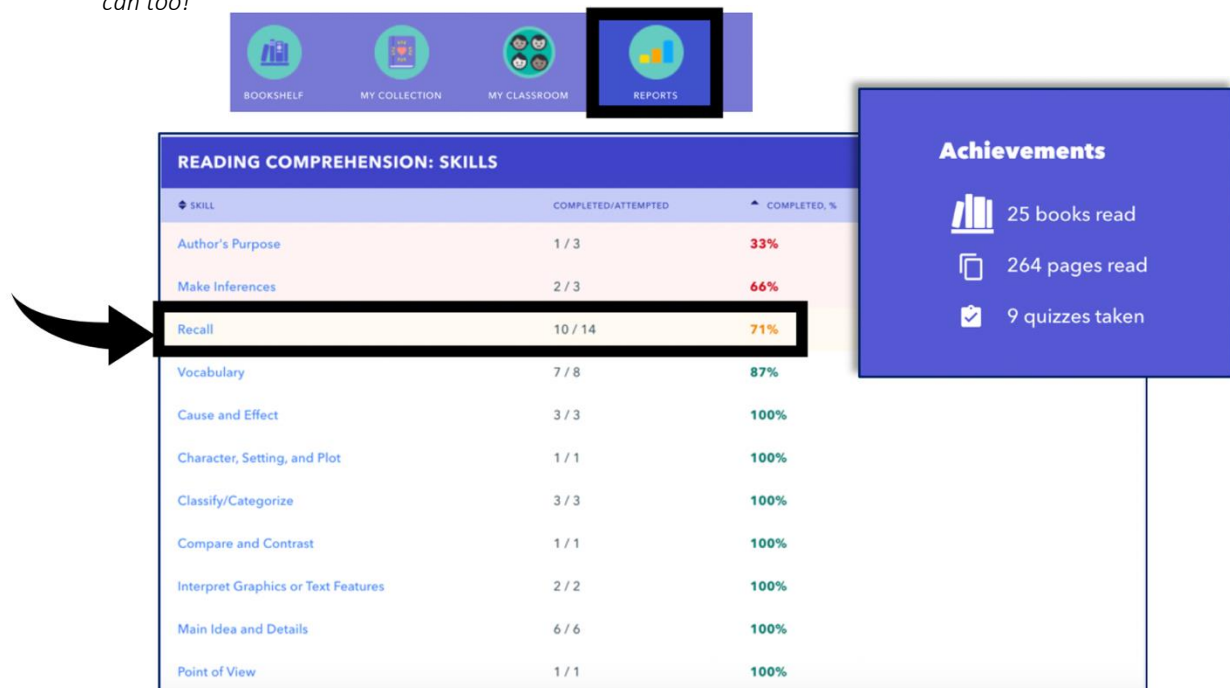 can too!
BOOKSHELF MY COLLECTION MY CLASSROOM REPORTS
READING COMPREHENSION: SKILLS
SKILL COMPLETED/ATTEMPTED COMPLETED, %
Author's Purpose 1 / 3 33%
Make Inferences 2 / 3 66%
Recall 10 / 14 71%
Vocabulary 7 / 8 87%
Cause and Effect 3 / 3 100%
Character, Setting, and Plot 1 / 1 100%
Classify/Categorize 3 / 3 100%
Compare and Contrast 1 / 1 100%
Interpret Graphics or Text Features 2 / 2 100%
Main Idea and Details 6 / 6 100%
Point of View 1 / 1 100%
Achievements
25 books read
264 pages read
9 quizzes taken